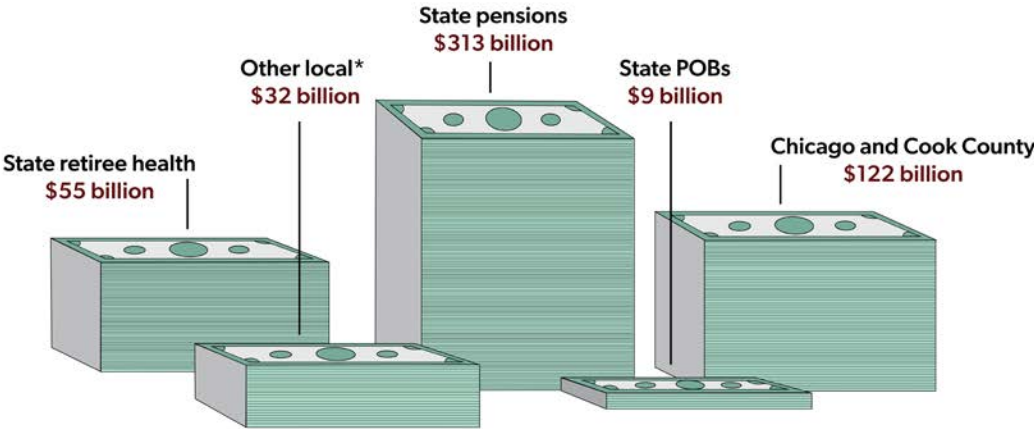 State pensions
$313 billion
Other local*
$32 billion
State POBs
$9 billion
State retiree health
$55 billion
Chicago and Cook County
$122 billion